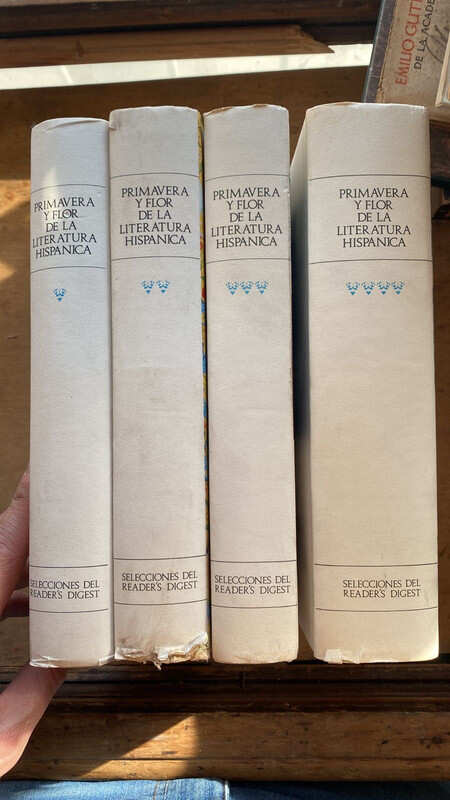 EMILIO GUTI
DE LA ACADE
PRIMAVERA
Y FLOR
DE LA
LITERATURA
HISPANICA
SELECCIONES DEL
READER'S DIGEST
PRIMAVERA
Y FLOR
DE LA
LITERATURA
HISPANICA
SELECCIONES DEL
READER'S DIGEST
PRIMAVERA
Y FLOR
DE LA
LITERATURA
HISPANICA
SELECCIONES DEL
READER'S DIGEST
PRIMAVERA
Y FLOR
DE LA
LITERATURA
HISPANICA
SELECCIONES DEL
READER'S DIGEST